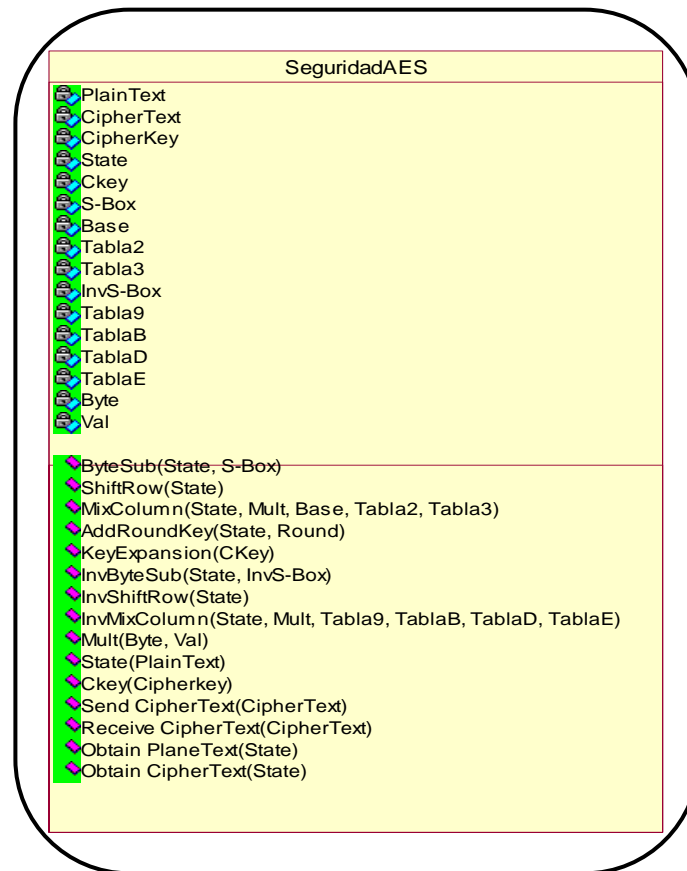 SeguridadAES
PlainText
CipherText
CipherKey
State
Ckey
S-Box
Base
Tabla2
Tabla3
InvS-Box
Tabla9
TablaB
TablaD
TablaE
Byte
Val
ByteSub(State, S-Box)
ShiftRow(State)
MixColumn(State, Mult, Base, Tabla2, Tabla3)
AddRoundKey(State, Round)
KeyExpansion(CKey)
InvByteSub(State, InvS-Box)
InvShiftRow(State)
InvMixColumn(State, Mult, Tabla9, TablaB, TablaD, TablaE)
Mult(Byte, Val)
State(PlainText)
Ckey(Cipherkey)
Send CipherText(CipherText)
Receive CipherText(CipherText)
Obtain PlaneText(State)
Obtain CipherText(State)